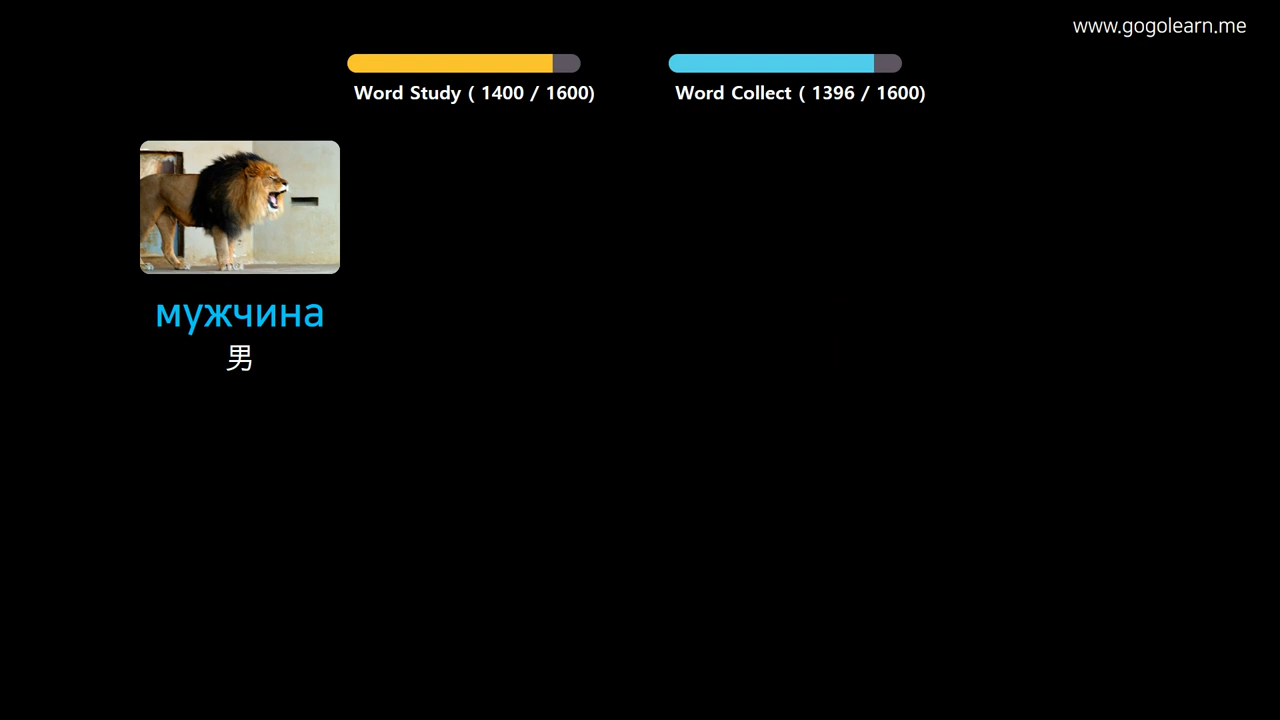 www.gogolearn.me
Word Study ( 1400 / 1600)
Word Collect ( 1396 / 1600)
мужчина
男